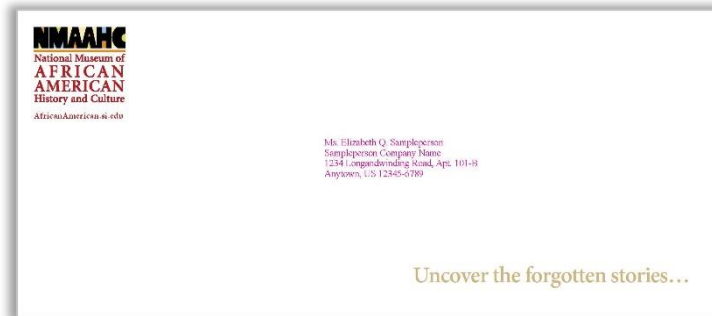 NMAAHC
National Museum of
AFRICAN
AMERICAN
History and Culture
AfricanAmerican.si.edu
Ms. Elizabeth Q. Sampleperson
Sampleperson Company Name
1234 Longandwinding Road, Apt. 101-B
Anytown, US 12345-6789
Uncover the forgotten stories…